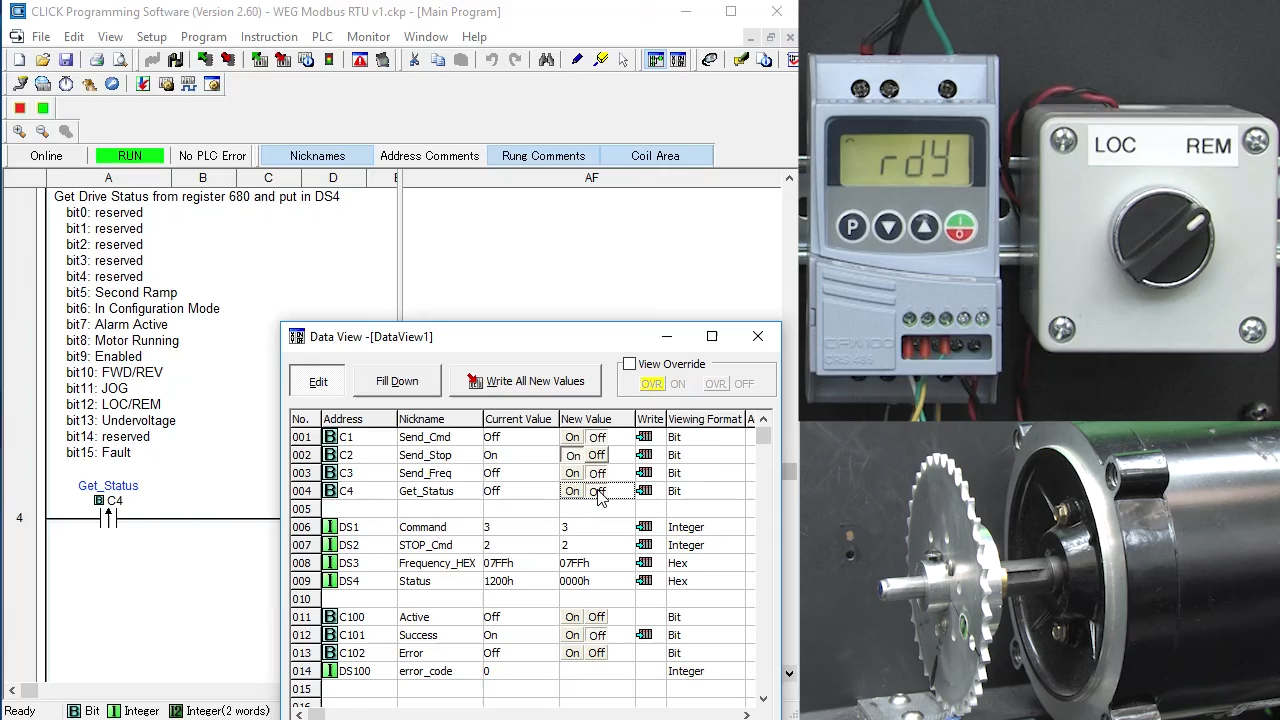 CLICK Programming Software (Version 2.60) - WEG Modbus RTU v1.ckp - [Main Program]
File Edit View Setup Program Instruction PLC Monitor Window Help
Online RUN No PLC Error Nicknames Address Comments Rung Comments Coil Area
A B C D E AF
Get Drive Status from register 680 and put in DS4
bit0: reserved
bit1: reserved
bit2: reserved
bit3: reserved
bit4: reserved
bit5: Second Ramp
bit6: In Configuration Mode
bit7: Alarm Active
bit8: Motor Running
bit9: Enabled
bit10: FWD/REV
bit11: JOG
bit12: LOC/REM
bit13: Undervoltage
bit14: reserved
bit15: Fault
Get_Status
B C4
4
Data View -[DataView1]
Edit Fill Down Write All New Values View Override
OVR ON OVR OFF
No. Address Nickname Current Value New Value Write Viewing Format A
001 B C1 Send_Cmd Off On Off Bit
002 B C2 Send_Stop On On Off Bit
003 B C3 Send_Freq Off On Off Bit
004 B C4 Get_Status Off On Off Bit
005
006 I DS1 Command 3 3 Integer
007 I DS2 STOP_Cmd 2 2 Integer
008 I DS3 Frequency_HEX 07FFh 07FFh Hex
009 I DS4 Status 1200h 0000h Hex
010
011 B C100 Active Off On Off Bit
012 B C101 Success On On Off Bit
013 B C102 Error Off On Off Bit
014 I DS100 error_code 0 Integer
015
Ready B Bit I Integer I2 Integer(2 words)
rdy
P I/O
CRS 485
LOC REM